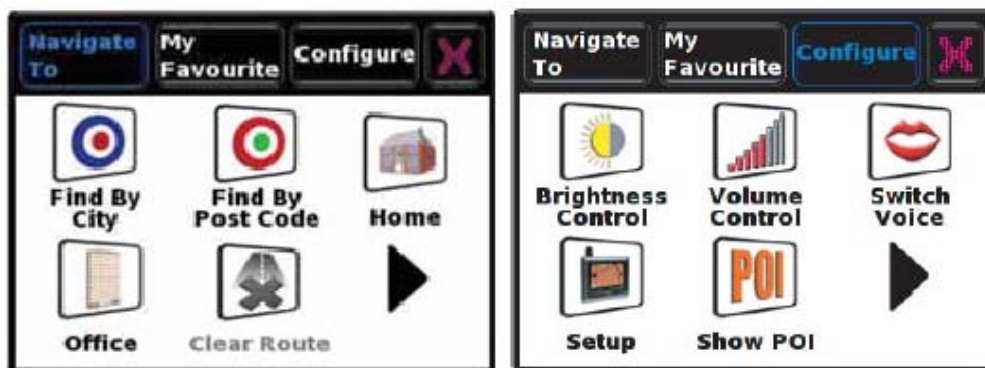 Navigate To
My Favourite
Configure
X
Find By City
Find By Post Code
Home
Office
Clear Route
Navigate To
My Favourite
Configure
X
Brightness Control
Volume Control
Switch Voice
Setup
POI
Show POI